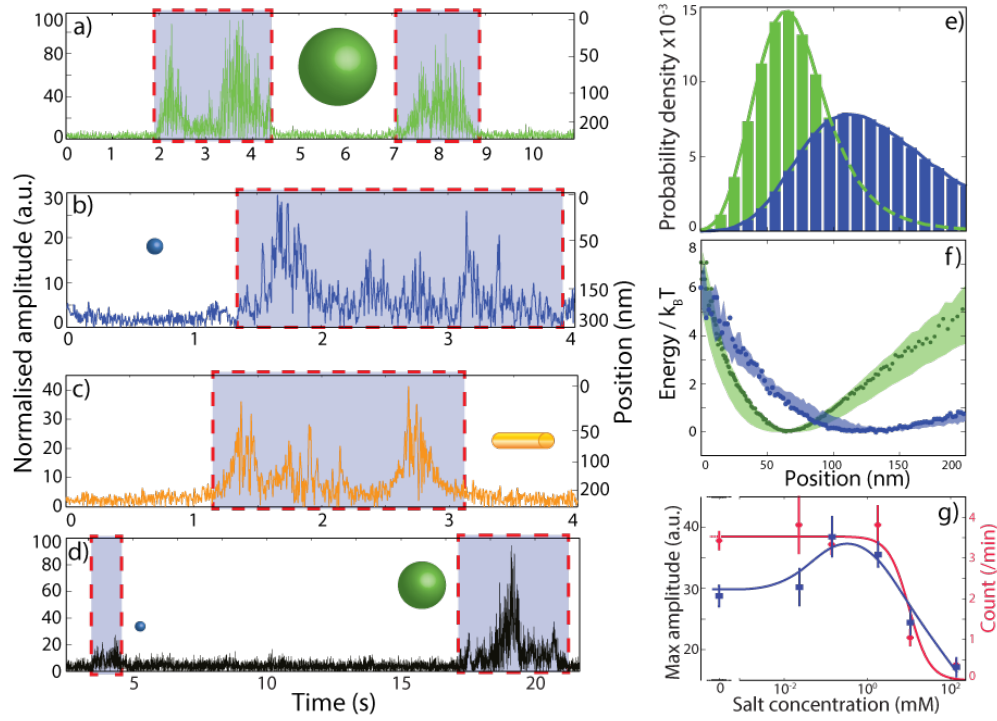 a)
100
80
60
40
20
0
0 1 2 3 4 5 6 7 8 9 10
0
50
100
200
b)
30
20
10
0
0 1 2 3 4
0
50
150
300
c)
40
30
20
10
0
0 1 2 3 4
0
50
100
200
d)
100
80
60
40
20
0
5 10 15 20
Normalised amplitude (a.u.)
Position (nm)
Time (s)
e)
15
10
5
0
Probability density x10⁻³
f)
8
6
4
2
0
Energy / k_BT
0 50 100 150 200
Position (nm)
g)
40
30
20
Max amplitude (a.u.)
4
3
2
1
0
Count (/min)
0 10⁻² 10⁰ 10²
Salt concentration (mM)